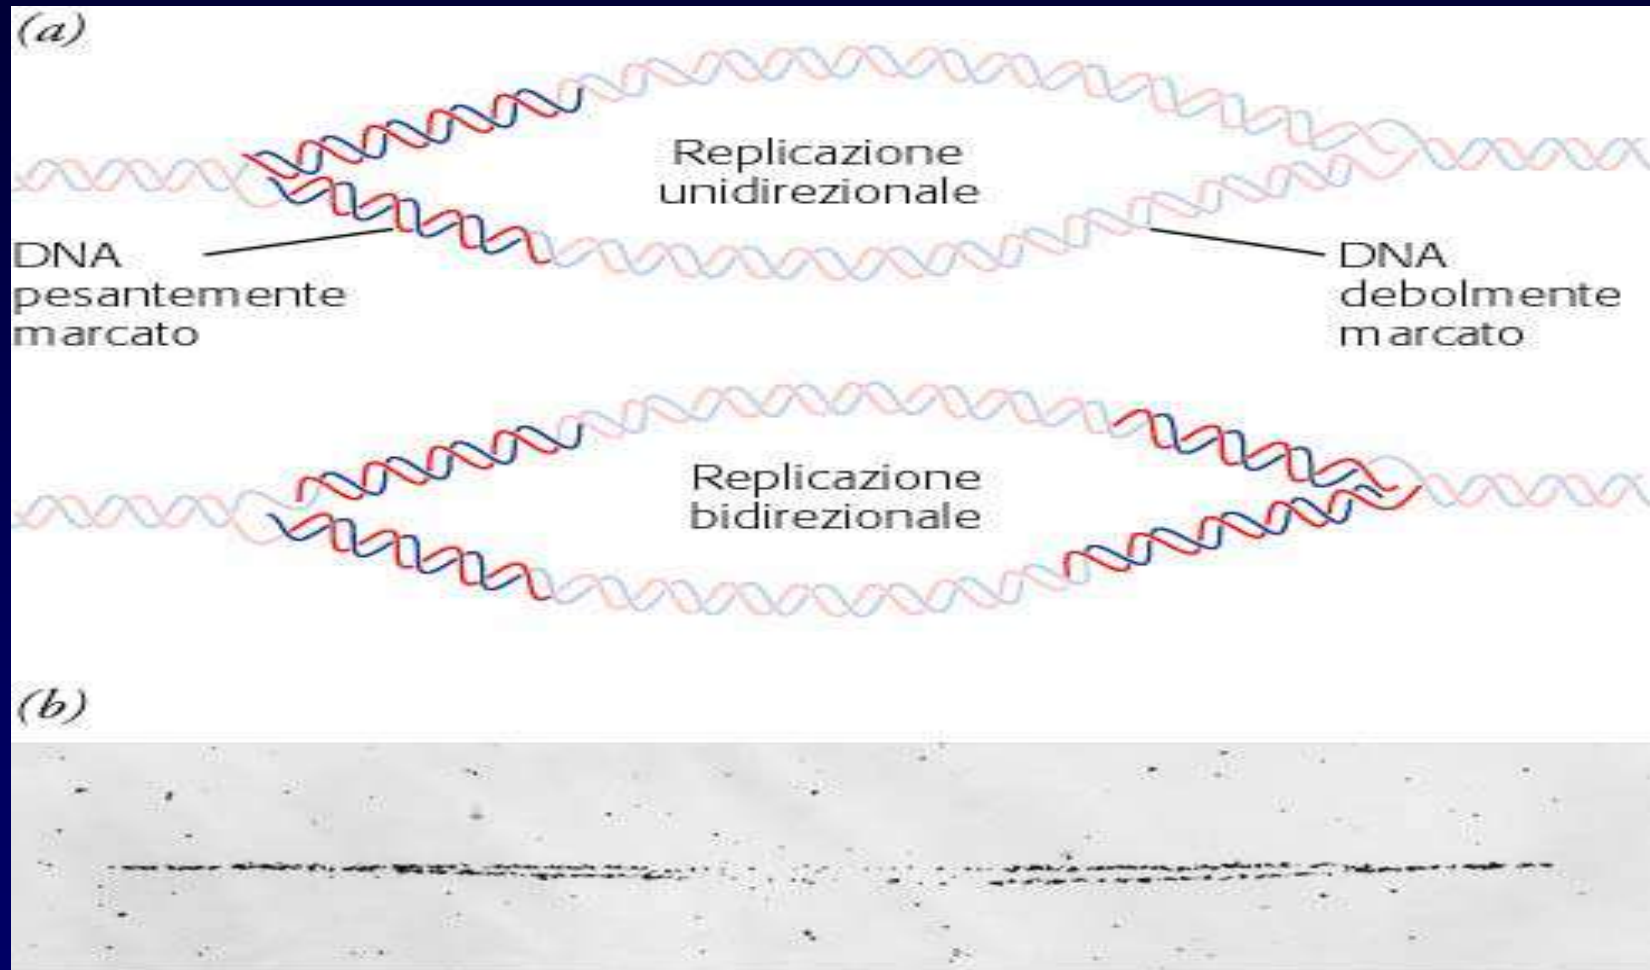 (a)
Replicazione
unidirezionale
DNA
pesantemente
marcato
DNA
debolmente
marcato
Replicazione
bidirezionale
(b)